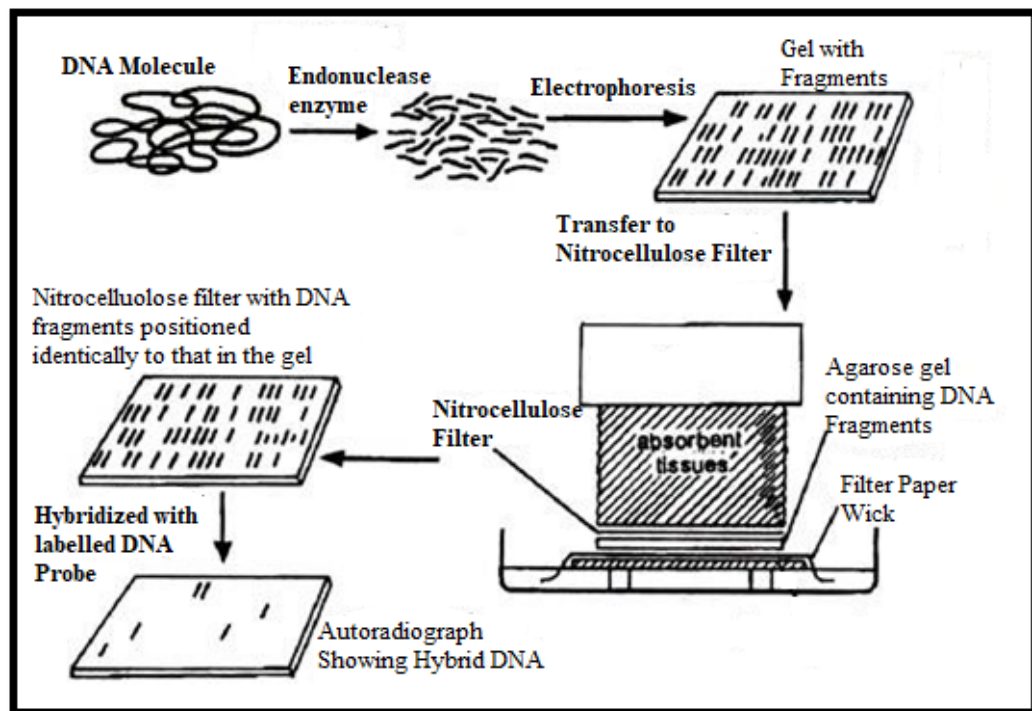 DNA Molecule
Endonuclease
enzyme
Electrophoresis
Gel with
Fragments
Transfer to
Nitrocellulose Filter
Nitrocelluolose filter with DNA
fragments positioned
identically to that in the gel
Nitrocellulose
Filter
absorbent
tissues
Agarose gel
containing DNA
Fragments
Filter Paper
Wick
Hybridized with
labelled DNA
Probe
Autoradiograph
Showing Hybrid DNA